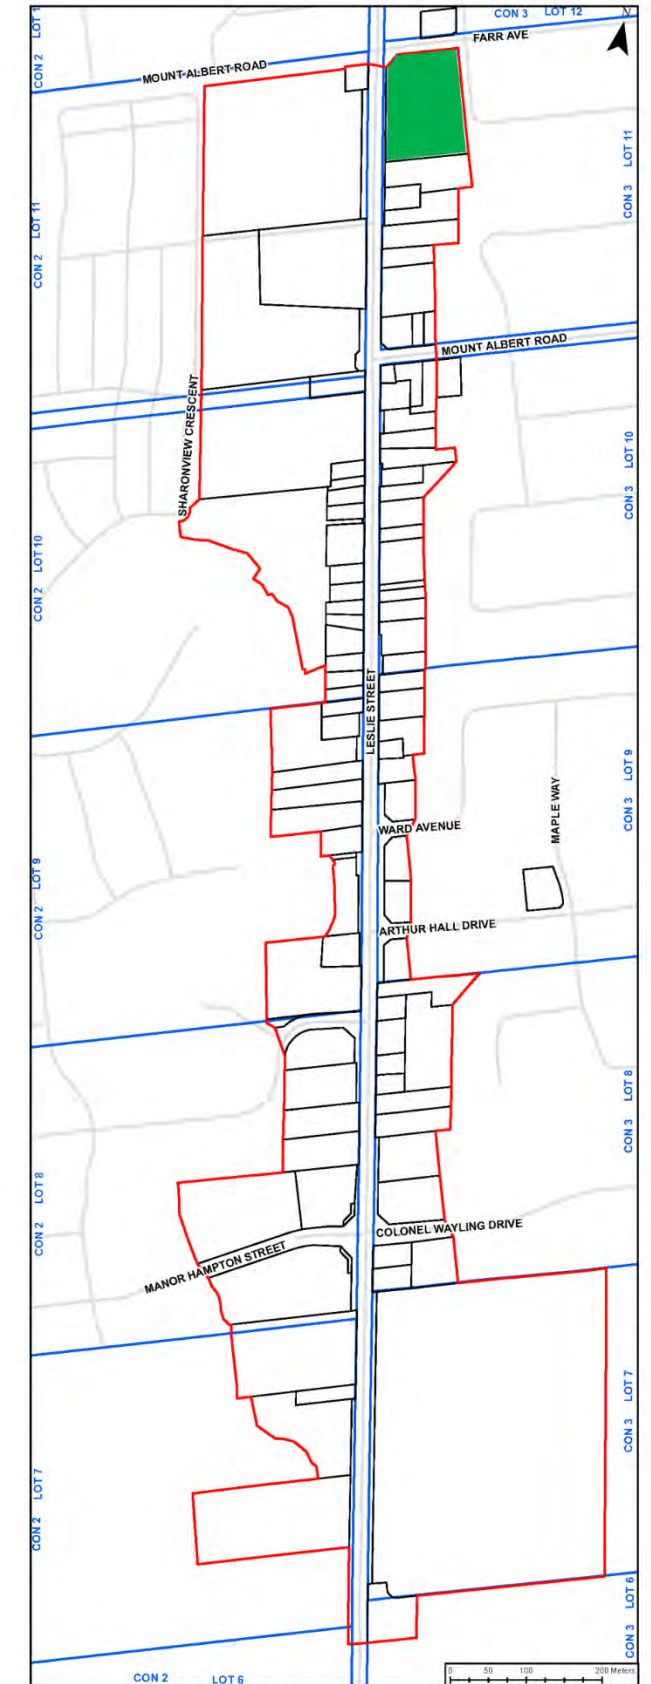 CON 3 LOT 12
N
FARR AVE
LOT 1
CON 2
MOUNT ALBERT ROAD
CON 3 LOT 11
CON 2 LOT 11
MOUNT ALBERT ROAD
SHARONVIEW CRESCENT
CON 3 LOT 10
CON 2 LOT 10
LESLIE STREET
CON 3 LOT 9
MAPLE WAY
WARD AVENUE
CON 2 LOT 9
ARTHUR HALL DRIVE
CON 3 LOT 8
CON 2 LOT 8
COLONEL WAYLING DRIVE
MANOR HAMPTON STREET
CON 3 LOT 7
CON 2 LOT 7
CON 3 LOT 6
CON 2 LOT 6
0 50 100 200 Meters